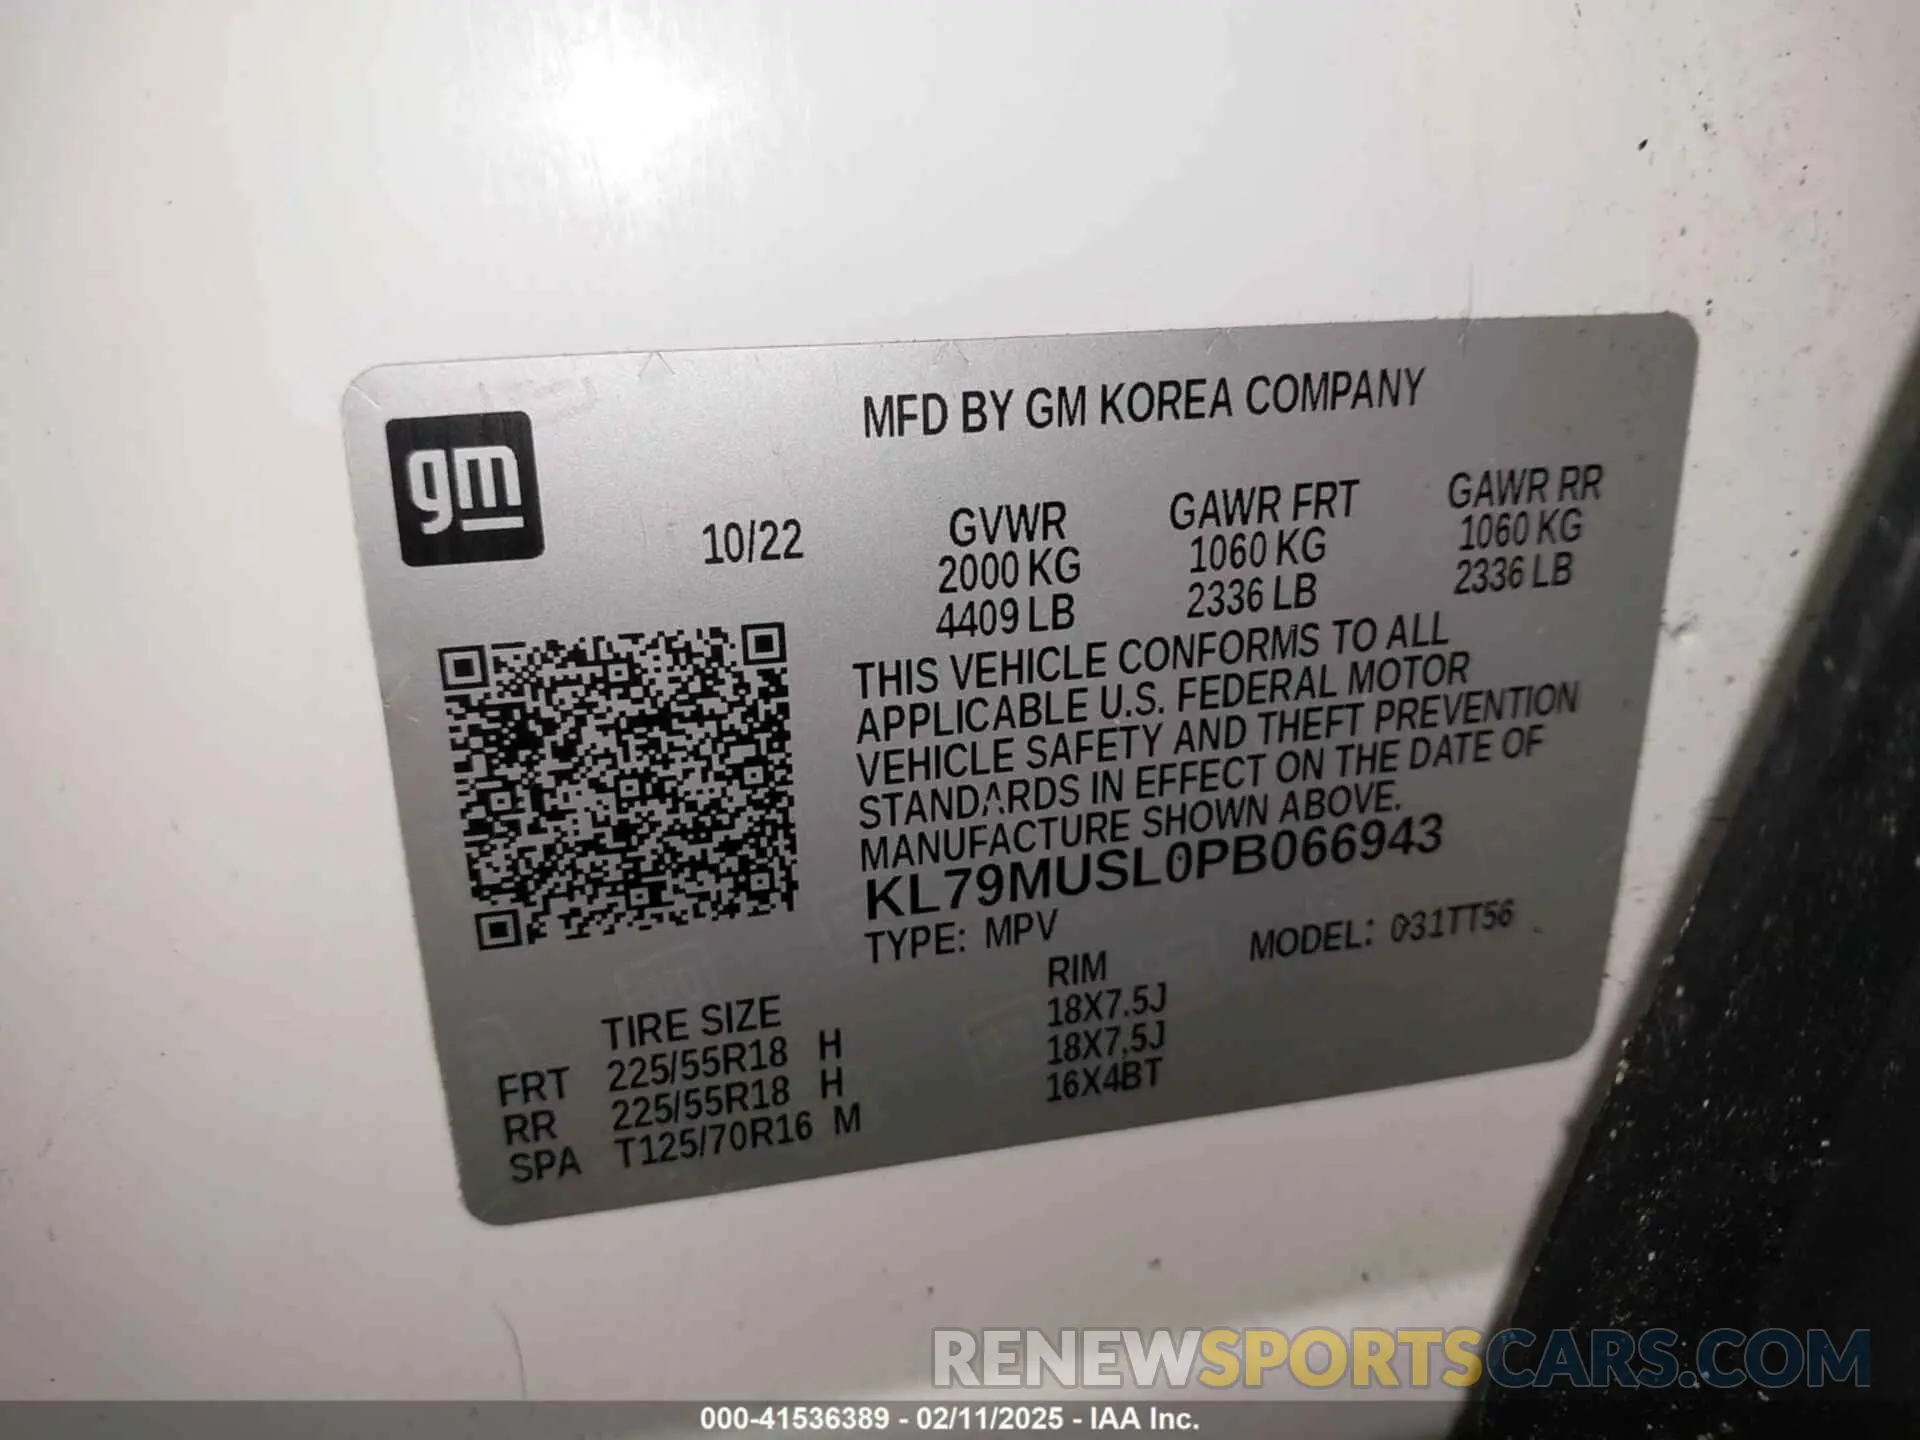 gm
MFD BY GM KOREA COMPANY
10/22
GVWR
2000 KG
4409 LB
GAWR FRT
1060 KG
2336 LB
GAWR RR
1060 KG
2336 LB
THIS VEHICLE CONFORMS TO ALL
APPLICABLE U.S. FEDERAL MOTOR
VEHICLE SAFETY AND THEFT PREVENTION
STANDARDS IN EFFECT ON THE DATE OF
MANUFACTURE SHOWN ABOVE.
KL79MUSL0PB066943
TYPE: MPV
MODEL: 031TT56
TIRE SIZE RIM
FRT 225/55R18 H 18X7.5J
RR 225/55R18 H 18X7.5J
SPA T125/70R16 M 16X4BT
RENEWSPORTSCARS.COM
000-41536389 - 02/11/2025 - IAA Inc.